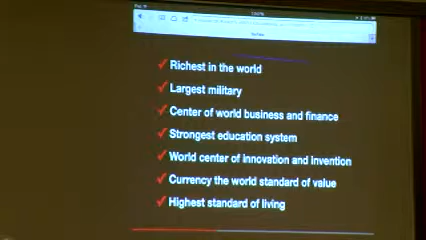 Richest in the world
Largest military
Center of world business and finance
Strongest education system
World center of innovation and invention
Currency the world standard of value
Highest standard of living